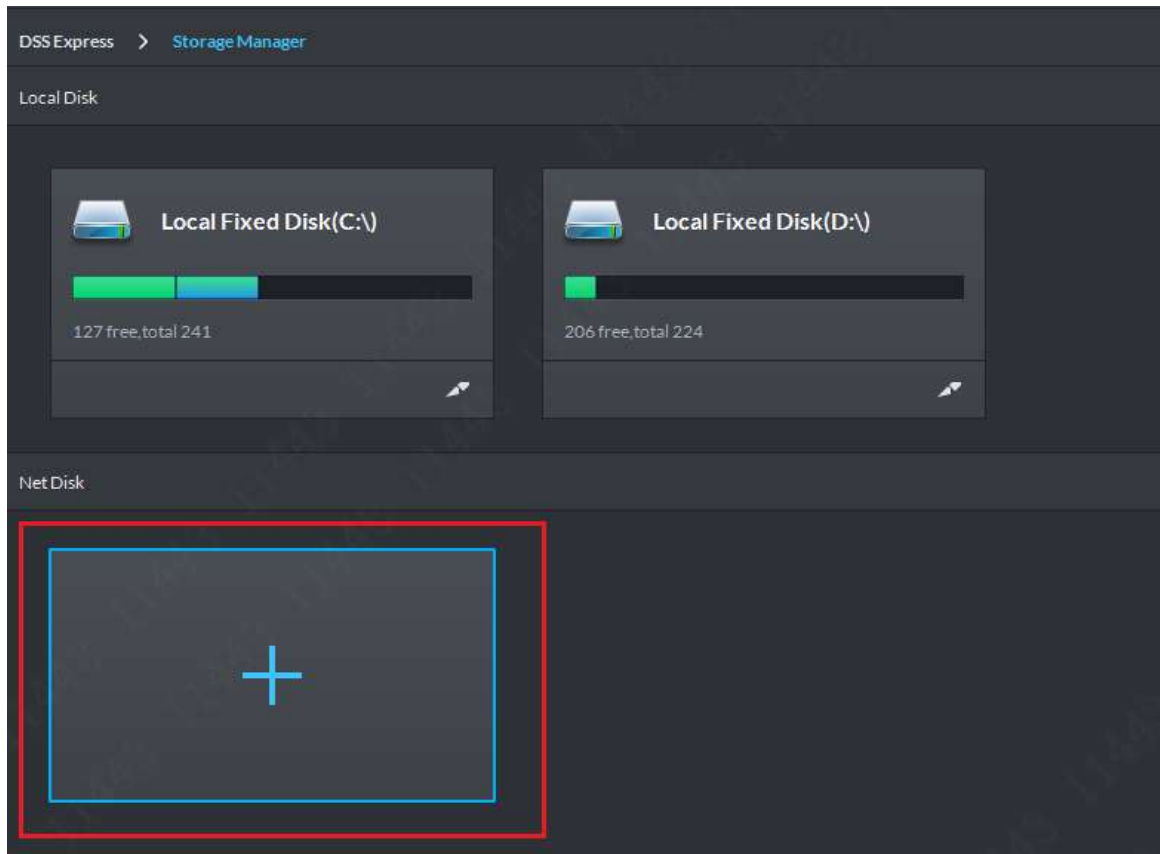 DSS Express > Storage Manager
Local Disk
Local Fixed Disk(C:\)
127 free,total 241
Local Fixed Disk(D:\)
206 free,total 224
Net Disk